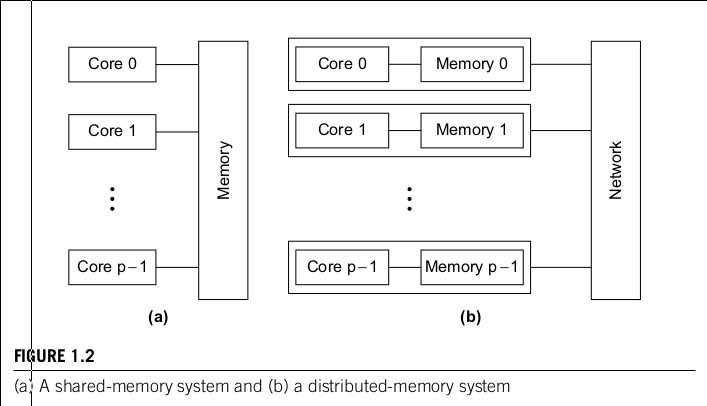 Core 0
Memory
Core 1
Core p−1
(a)
Core 0 Memory 0
Core 1 Memory 1
Core p−1 Memory p−1
Network
(b)
FIGURE 1.2
(a) A shared-memory system and (b) a distributed-memory system